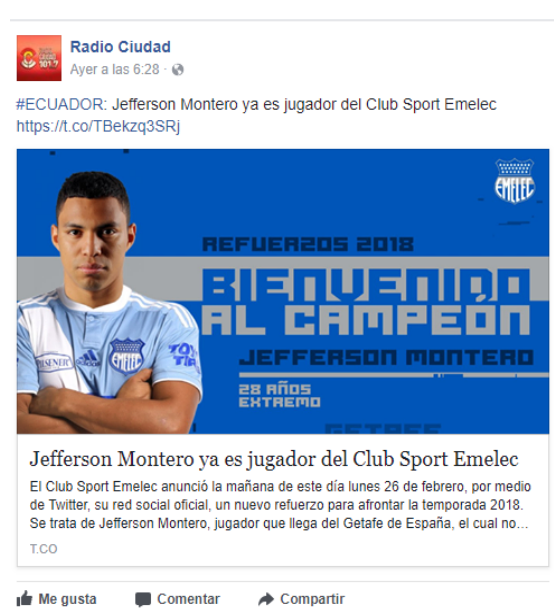 Radio Ciudad
Ayer a las 6:28 ·
#ECUADOR: Jefferson Montero ya es jugador del Club Sport Emelec
https://t.co/TBekzq3SRj
EMELEC
REFUERZOS 2018
BIENVENIDO
AL CAMPEÓN
JEFFERSON MONTERO
28 AÑOS
EXTREMO
PILSENER
adidas
EMELEC
Jefferson Montero ya es jugador del Club Sport Emelec
El Club Sport Emelec anunció la mañana de este día lunes 26 de febrero, por medio
de Twitter, su red social oficial, un nuevo refuerzo para afrontar la temporada 2018.
Se trata de Jefferson Montero, jugador que llega del Getafe de España, el cual no...
T.CO
Me gusta Comentar Compartir